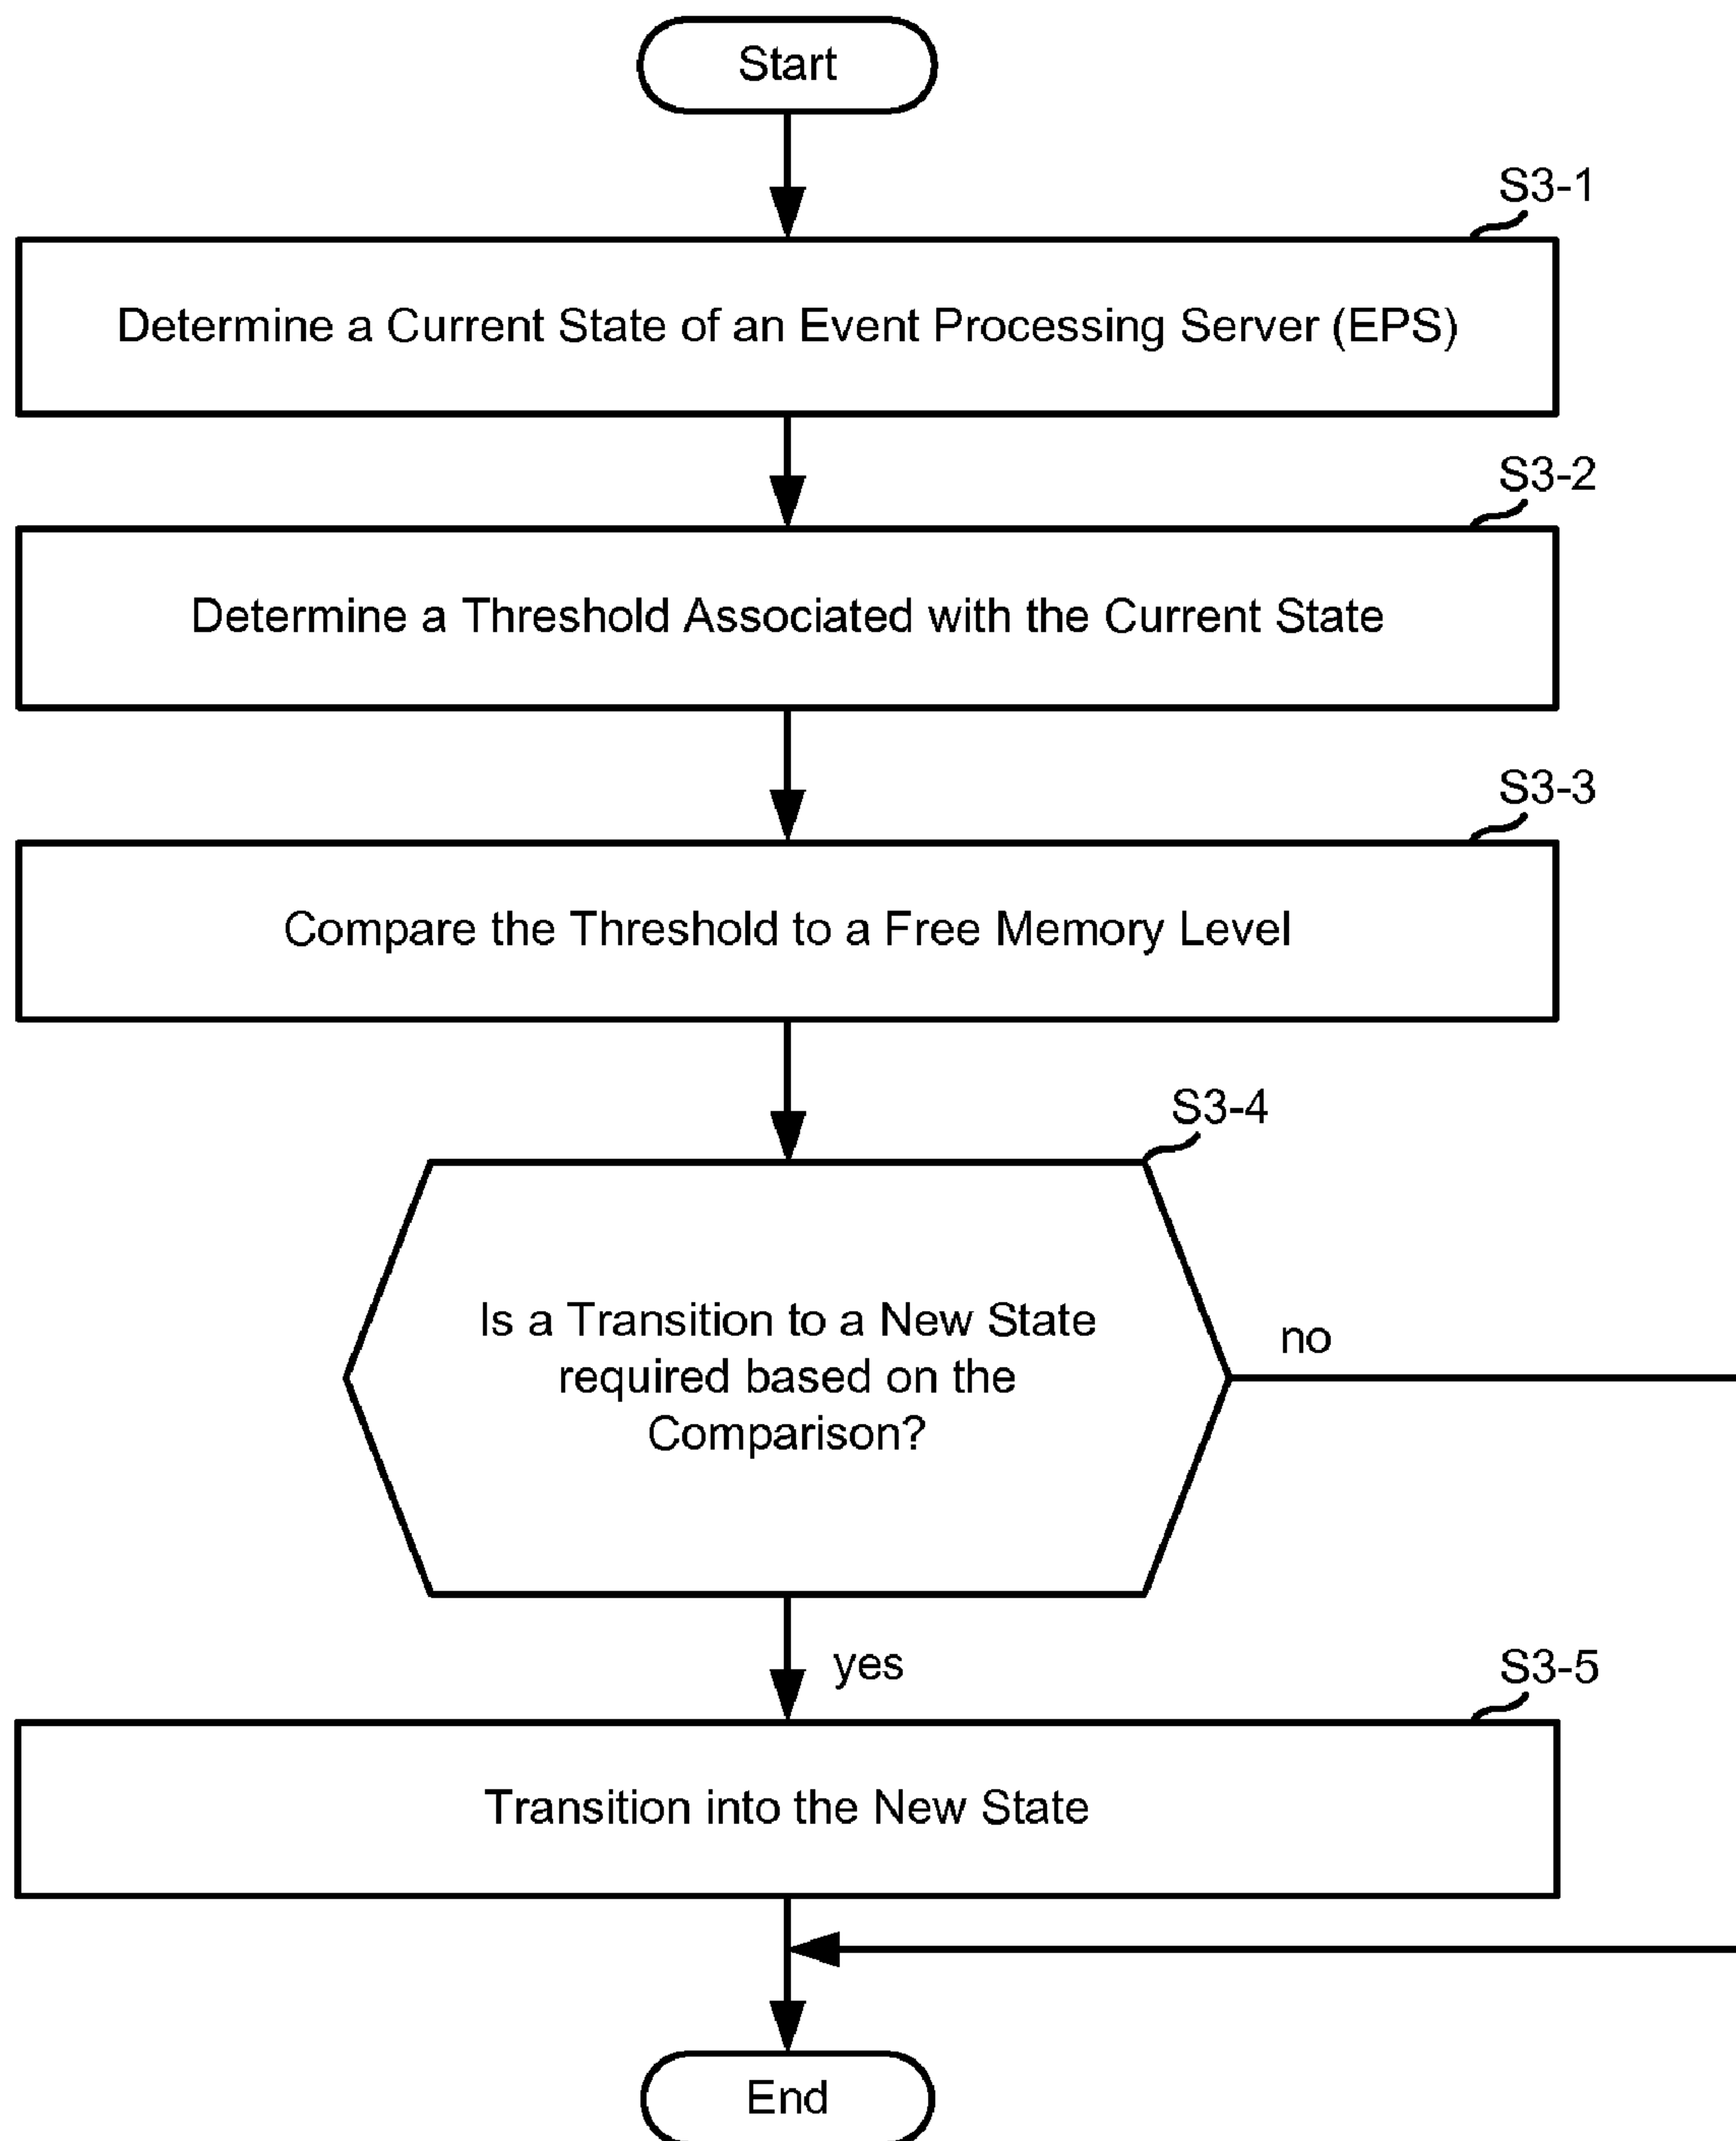 Start
S3-1
Determine a Current State of an Event Processing Server (EPS)
S3-2
Determine a Threshold Associated with the Current State
S3-3
Compare the Threshold to a Free Memory Level
S3-4
Is a Transition to a New State
required based on the
Comparison?
no
yes
S3-5
Transition into the New State
End